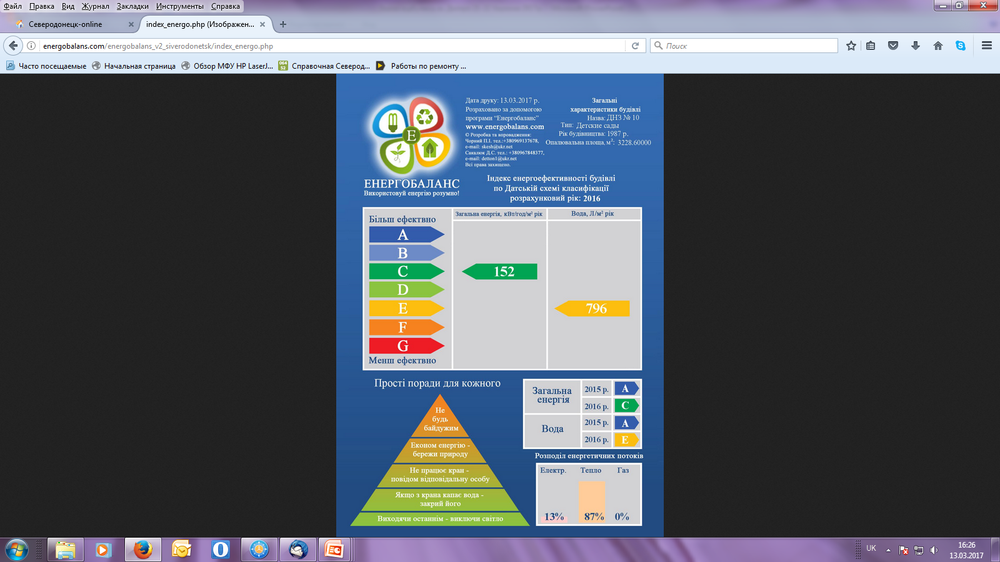 Файл Правка Вид Журнал Закладки Инструменты Справка
Северодонецк-online
index_energo.php (Изображен...
energobalans.com/energobalans_v2_siverodonetsk/index_energo.php
Поиск
Часто посещаемые
Начальная страница
Обзор МФУ HP LaserJ...
064 52
Справочная Северод...
Работы по ремонту ...
E
ЕНЕРГОБАЛАНС
Використовуй енергію розумно!
Дата друку: 13.03.2017 р.
Розраховано за допомогою
програми “Енергобаланс”
www.energobalans.com
© Розробка та впровадження:
Чорний П.І. тел.:+380969137678,
e-mail: skesh@ukr.net
Сакалюк Д.С. тел.: +380967848377,
e-mail: detton1@ukr.net
Всі права захищено.
Загальні
характеристики будівлі
Назва: ДНЗ № 10
Тип: Детские сады
Рік будівництва: 1987 р.
Опалювальна площа, м²: 3228.60000
Індекс енергоефективності будівлі
по Датській схемі класифікації
розрахунковий рік: 2016
Більш ефектвно
A
B
C
D
E
F
G
Менш ефектвно
Загальна енергія, кВт/год/м² рік
152
Вода, Л/м² рік
796
Прості поради для кожного
Не
будь
байдужим
Економ енергію -
бережи природу
Не працює кран -
повідом відповідальну особу
Якщо з крана капає вода -
закрий його
Виходячи останнім - виключи світло
Загальна
енергія
2015 р. A
2016 р. C
Вода
2015 р. A
2016 р. E
Розподіл енергетичних потоків
Електр. Тепло Газ
13% 87% 0%
UK
16:26
13.03.2017